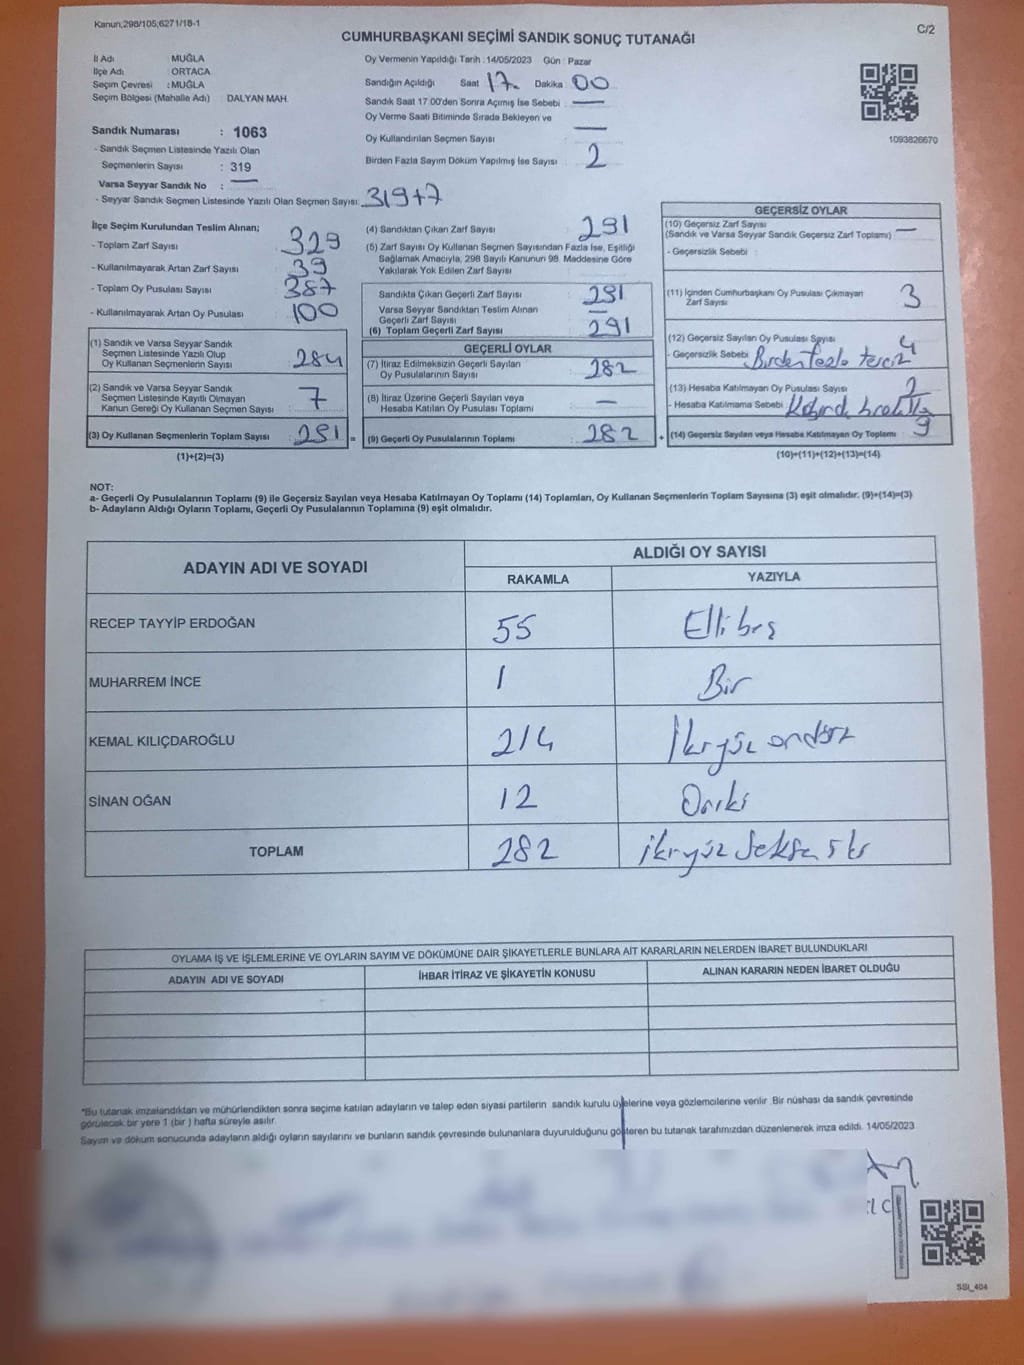 Kanun;298/105;6271/18-1
C/2
CUMHURBAŞKANI SEÇİMİ SANDIK SONUÇ TUTANAĞI
İl Adı : MUĞLA
İlçe Adı : ORTACA
Seçim Çevresi : MUĞLA
Seçim Bölgesi (Mahalle Adı) : DALYAN MAH.
Sandık Numarası : 1063
- Sandık Seçmen Listesinde Yazılı Olan
Seçmenlerin Sayısı : 319
Varsa Seyyar Sandık No : —
- Seyyar Sandık Seçmen Listesinde Yazılı Olan Seçmen Sayısı: 319+7
Oy Vermenin Yapıldığı Tarih : 14/05/2023 Gün : Pazar
Sandığın Açıldığı Saat 17 Dakika 00
Sandık Saat 17:00'den Sonra Açımış İse Sebebi : —
Oy Verme Saati Bitiminde Sırada Bekleyen ve
Oy Kullandırılan Seçmen Sayısı : —
Birden Fazla Sayım Döküm Yapılmış İse Sayısı : 2
1093826670
İlçe Seçim Kurulundan Teslim Alınan;
- Toplam Zarf Sayısı : 329
- Kullanılmayarak Artan Zarf Sayısı : 39
- Toplam Oy Pusulası Sayısı : 387
- Kullanılmayarak Artan Oy Pusulası : 100
(1) Sandık ve Varsa Seyyar Sandık
Seçmen Listesinde Yazılı Olup
Oy Kullanan Seçmenlerin Sayısı : 284
(2) Sandık ve Varsa Seyyar Sandık
Seçmen Listesinde Kayıtlı Olmayan
Kanun Gereği Oy Kullanan Seçmen Sayısı : 7
(3) Oy Kullanan Seçmenlerin Toplam Sayısı : 291 =
(1)+(2)=(3)
(4) Sandıktan Çıkan Zarf Sayısı : 291
(5) Zarf Sayısı Oy Kullanan Seçmen Sayısından Fazla İse, Eşitliği
Sağlamak Amacıyla, 298 Sayılı Kanunun 98. Maddesine Göre
Yakılarak Yok Edilen Zarf Sayısı
Sandıkta Çıkan Geçerli Zarf Sayısı : 291
Varsa Seyyar Sandıktan Teslim Alınan
Geçerli Zarf Sayısı : —
(6) Toplam Geçerli Zarf Sayısı : 291
GEÇERLİ OYLAR
(7) İtiraz Edilmeksizin Geçerli Sayılan
Oy Pusulalarının Sayısı : 282
(8) İtiraz Üzerine Geçerli Sayılan veya
Hesaba Katılan Oy Pusulası Toplamı : —
(9) Geçerli Oy Pusulalarının Toplamı : 282 +
GEÇERSİZ OYLAR
(10) Geçersiz Zarf Sayısı : —
(Sandık ve Varsa Seyyar Sandık Geçersiz Zarf Toplamı)
- Geçersizlik Sebebi :
(11) İçinden Cumhurbaşkanı Oy Pusulası Çıkmayan
Zarf Sayısı : 3
(12) Geçersiz Sayılan Oy Pusulası Sayısı : 4
- Geçersizlik Sebebi : Birden fazla tercih
(13) Hesaba Katılmayan Oy Pusulası Sayısı : 2
- Hesaba Katılmama Sebebi :
(14) Geçersiz Sayılan veya Hesaba Katılmayan Oy Toplamı : 9
(10)+(11)+(12)+(13)=(14)
NOT:
a- Geçerli Oy Pusulalarının Toplamı (9) ile Geçersiz Sayılan veya Hesaba Katılmayan Oy Toplamı (14) Toplamları, Oy Kullanan Seçmenlerin Toplam Sayısına (3) eşit olmalıdır. (9)+(14)=(3)
b- Adayların Aldığı Oyların Toplamı, Geçerli Oy Pusulalarının Toplamına (9) eşit olmalıdır.
ADAYIN ADI VE SOYADI
ALDIĞI OY SAYISI
RAKAMLA YAZIYLA
RECEP TAYYİP ERDOĞAN 55 Ellibeş
MUHARREM İNCE 1 Bir
KEMAL KILIÇDAROĞLU 214 İkiyüz ondört
SİNAN OĞAN 12 Oniki
TOPLAM 282 ikiyüz seksen iki
OYLAMA İŞ VE İŞLEMLERİNE VE OYLARIN SAYIM VE DÖKÜMÜNE DAİR ŞİKAYETLERLE BUNLARA AİT KARARLARIN NELERDEN İBARET BULUNDUKLARI
ADAYIN ADI VE SOYADI İHBAR İTİRAZ VE ŞİKAYETİN KONUSU ALINAN KARARIN NEDEN İBARET OLDUĞU
*Bu tutanak imzalandıktan ve mühürlendikten sonra seçime katılan adayların ve talep eden siyasi partilerin sandık kurulu üyelerine veya gözlemcilerine verilir. Bir nüshası da sandık çevresinde
görülecek bir yere 1 (bir ) hafta süreyle asılır.
Sayım ve döküm sonucunda adayların aldığı oyların sayılarını ve bunların sandık çevresinde bulunanlara duyurulduğunu gösteren bu tutanak tarafımızdan düzenlenerek imza edildi. 14/05/2023
SSI_404